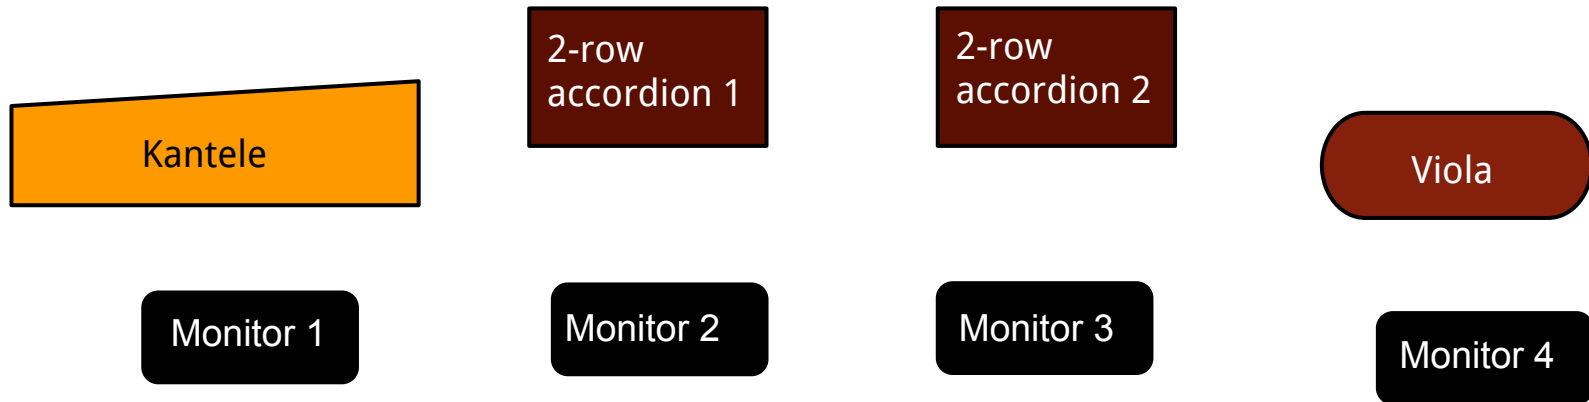 Kantele
2-row
accordion 1
2-row
accordion 2
Viola
Monitor 1
Monitor 2
Monitor 3
Monitor 4